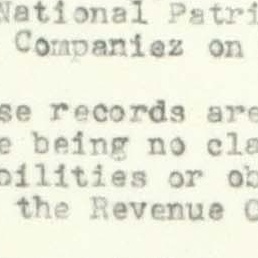 National Patri
Companiez on
se records are
e being no cla
bilities or ob
the Revenue C